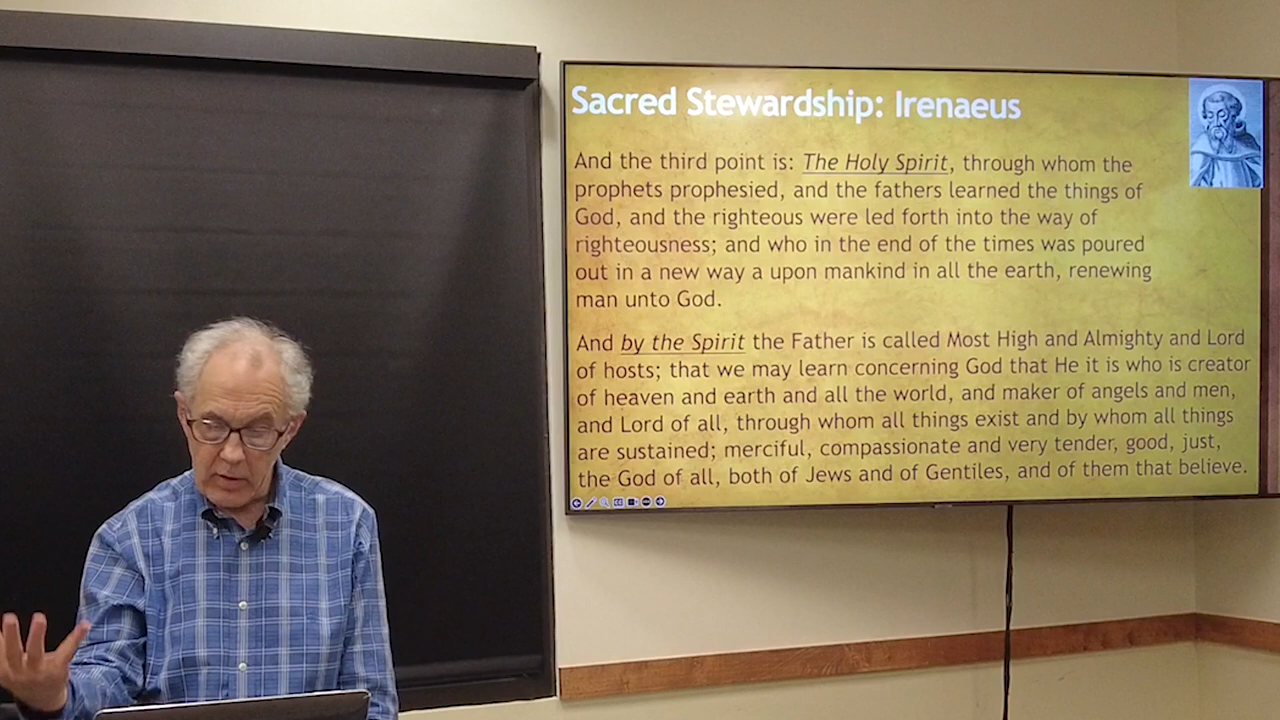 Sacred Stewardship: Irenaeus
And the third point is: The Holy Spirit, through whom the
prophets prophesied, and the fathers learned the things of
God, and the righteous were led forth into the way of
righteousness; and who in the end of the times was poured
out in a new way a upon mankind in all the earth, renewing
man unto God.
And by the Spirit the Father is called Most High and Almighty and Lord
of hosts; that we may learn concerning God that He it is who is creator
of heaven and earth and all the world, and maker of angels and men,
and Lord of all, through whom all things exist and by whom all things
are sustained; merciful, compassionate and very tender, good, just,
the God of all, both of Jews and of Gentiles, and of them that believe.